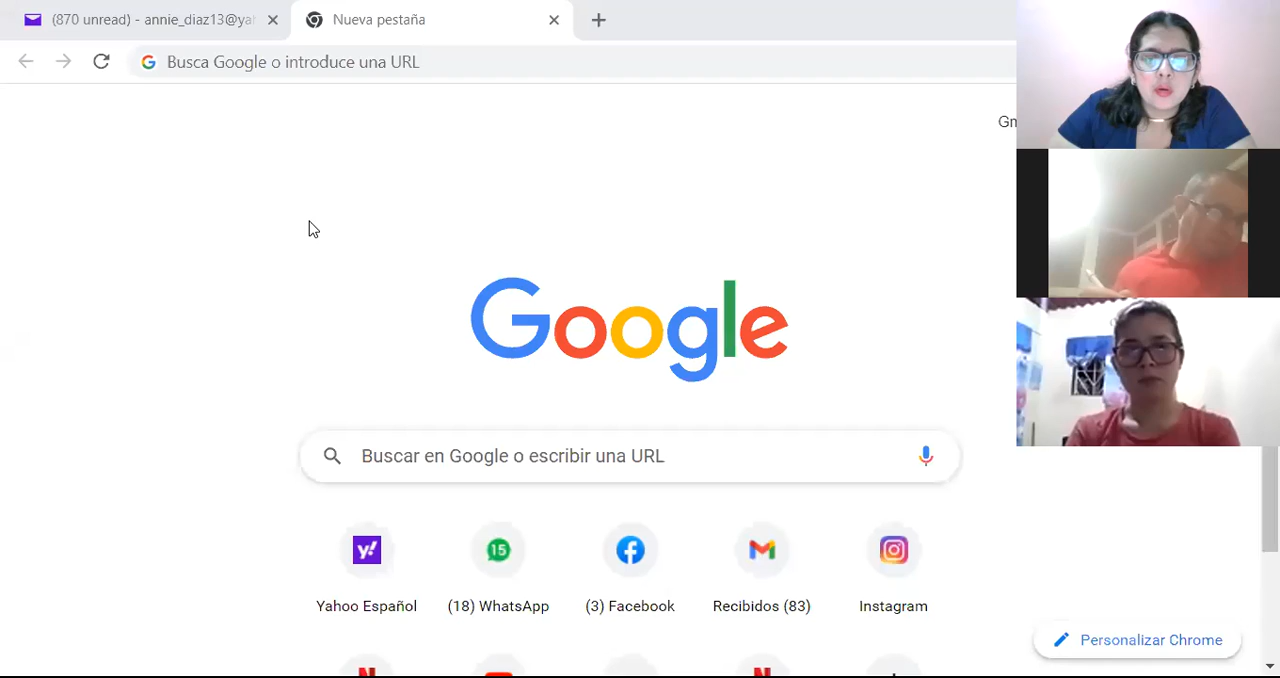 (870 unread) - annie_diaz13@ya
Nueva pestaña
Busca Google o introduce una URL
Gm
Google
Buscar en Google o escribir una URL
y!
15
Yahoo Español
(18) WhatsApp
(3) Facebook
Recibidos (83)
Instagram
Personalizar Chrome